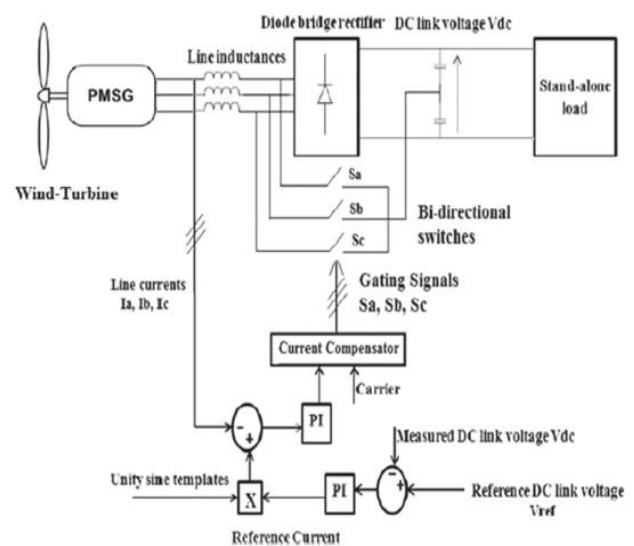 Diode bridge rectifier
DC link voltage Vdc
Line inductances
PMSG
Stand-alone
load
Wind-Turbine
Sa
Sb
Sc
Bi-directional
switches
Line currents
Ia, Ib, Ic
Gating Signals
Sa, Sb, Sc
Current Compensator
Carrier
-
+
PI
Measured DC link voltage Vdc
Unity sine templates
X
PI
-
+
Reference DC link voltage
Vref
Reference Current